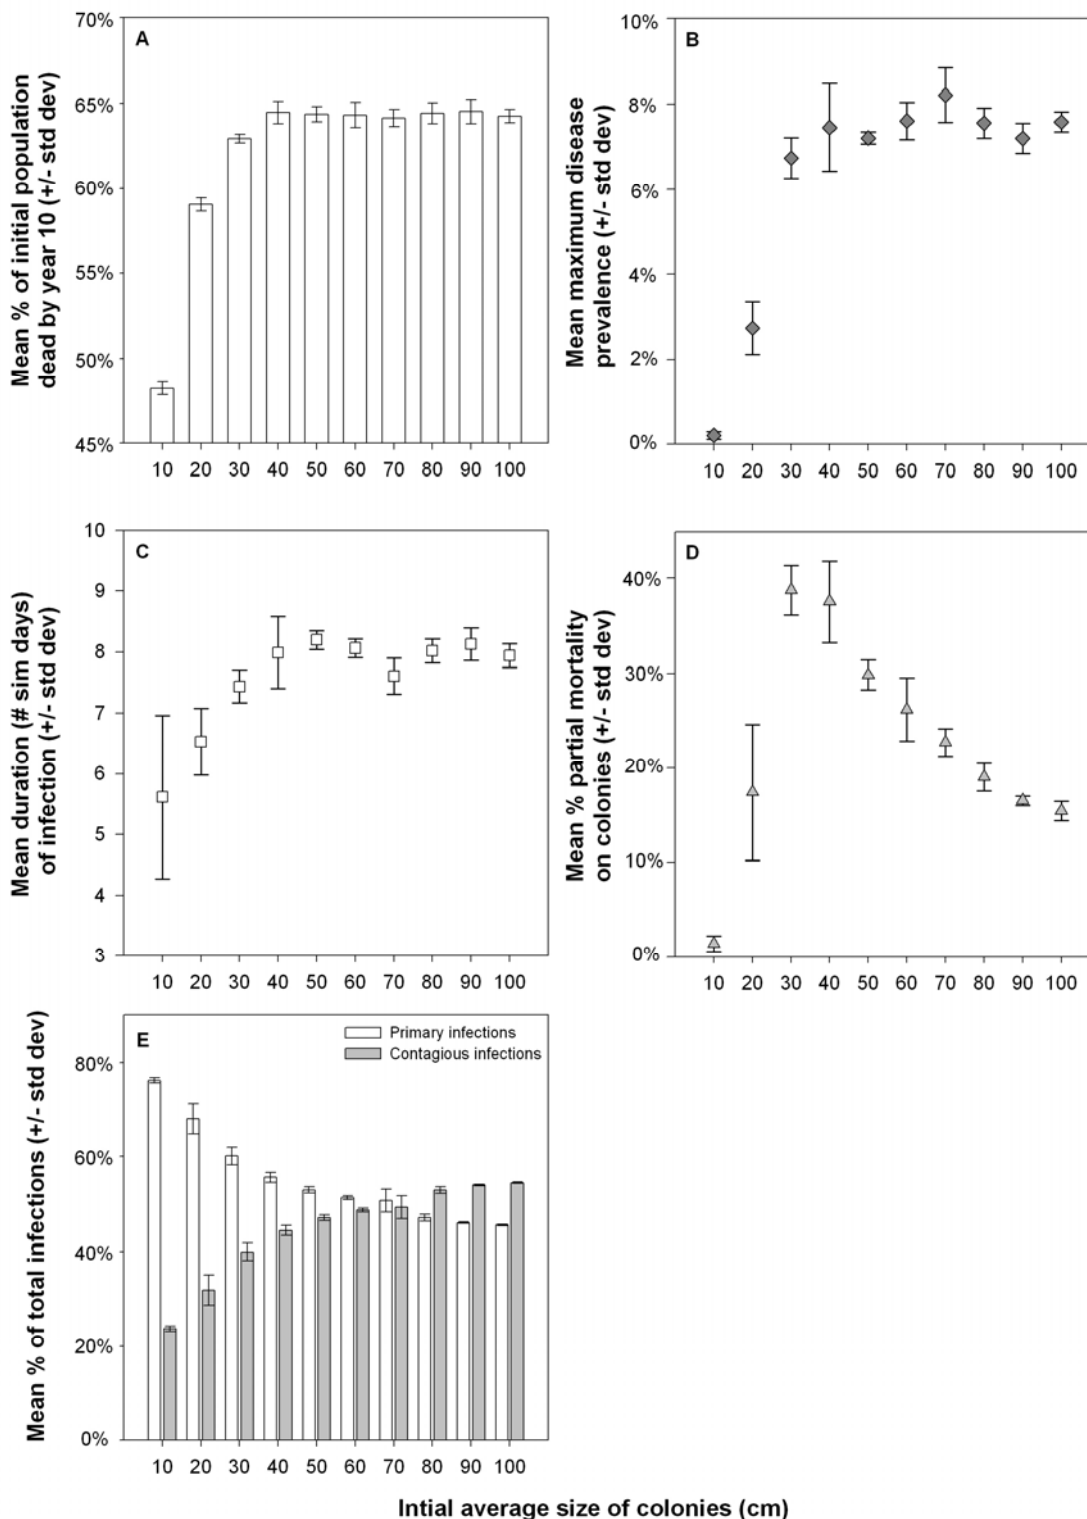 A
Mean % of initial population
dead by year 10 (+/- std dev)
70%
65%
60%
55%
50%
45%
10 20 30 40 50 60 70 80 90 100
B
Mean maximum disease
prevalence (+/- std dev)
10%
8%
6%
4%
2%
0%
10 20 30 40 50 60 70 80 90 100
C
Mean duration (# sim days)
of infection (+/- std dev)
10
9
8
7
6
5
4
3
10 20 30 40 50 60 70 80 90 100
D
Mean % partial mortality
on colonies (+/- std dev)
40%
30%
20%
10%
0%
10 20 30 40 50 60 70 80 90 100
E
Primary infections
Contagious infections
Mean % of total infections (+/- std dev)
80%
60%
40%
20%
0%
10 20 30 40 50 60 70 80 90 100
Intial average size of colonies (cm)